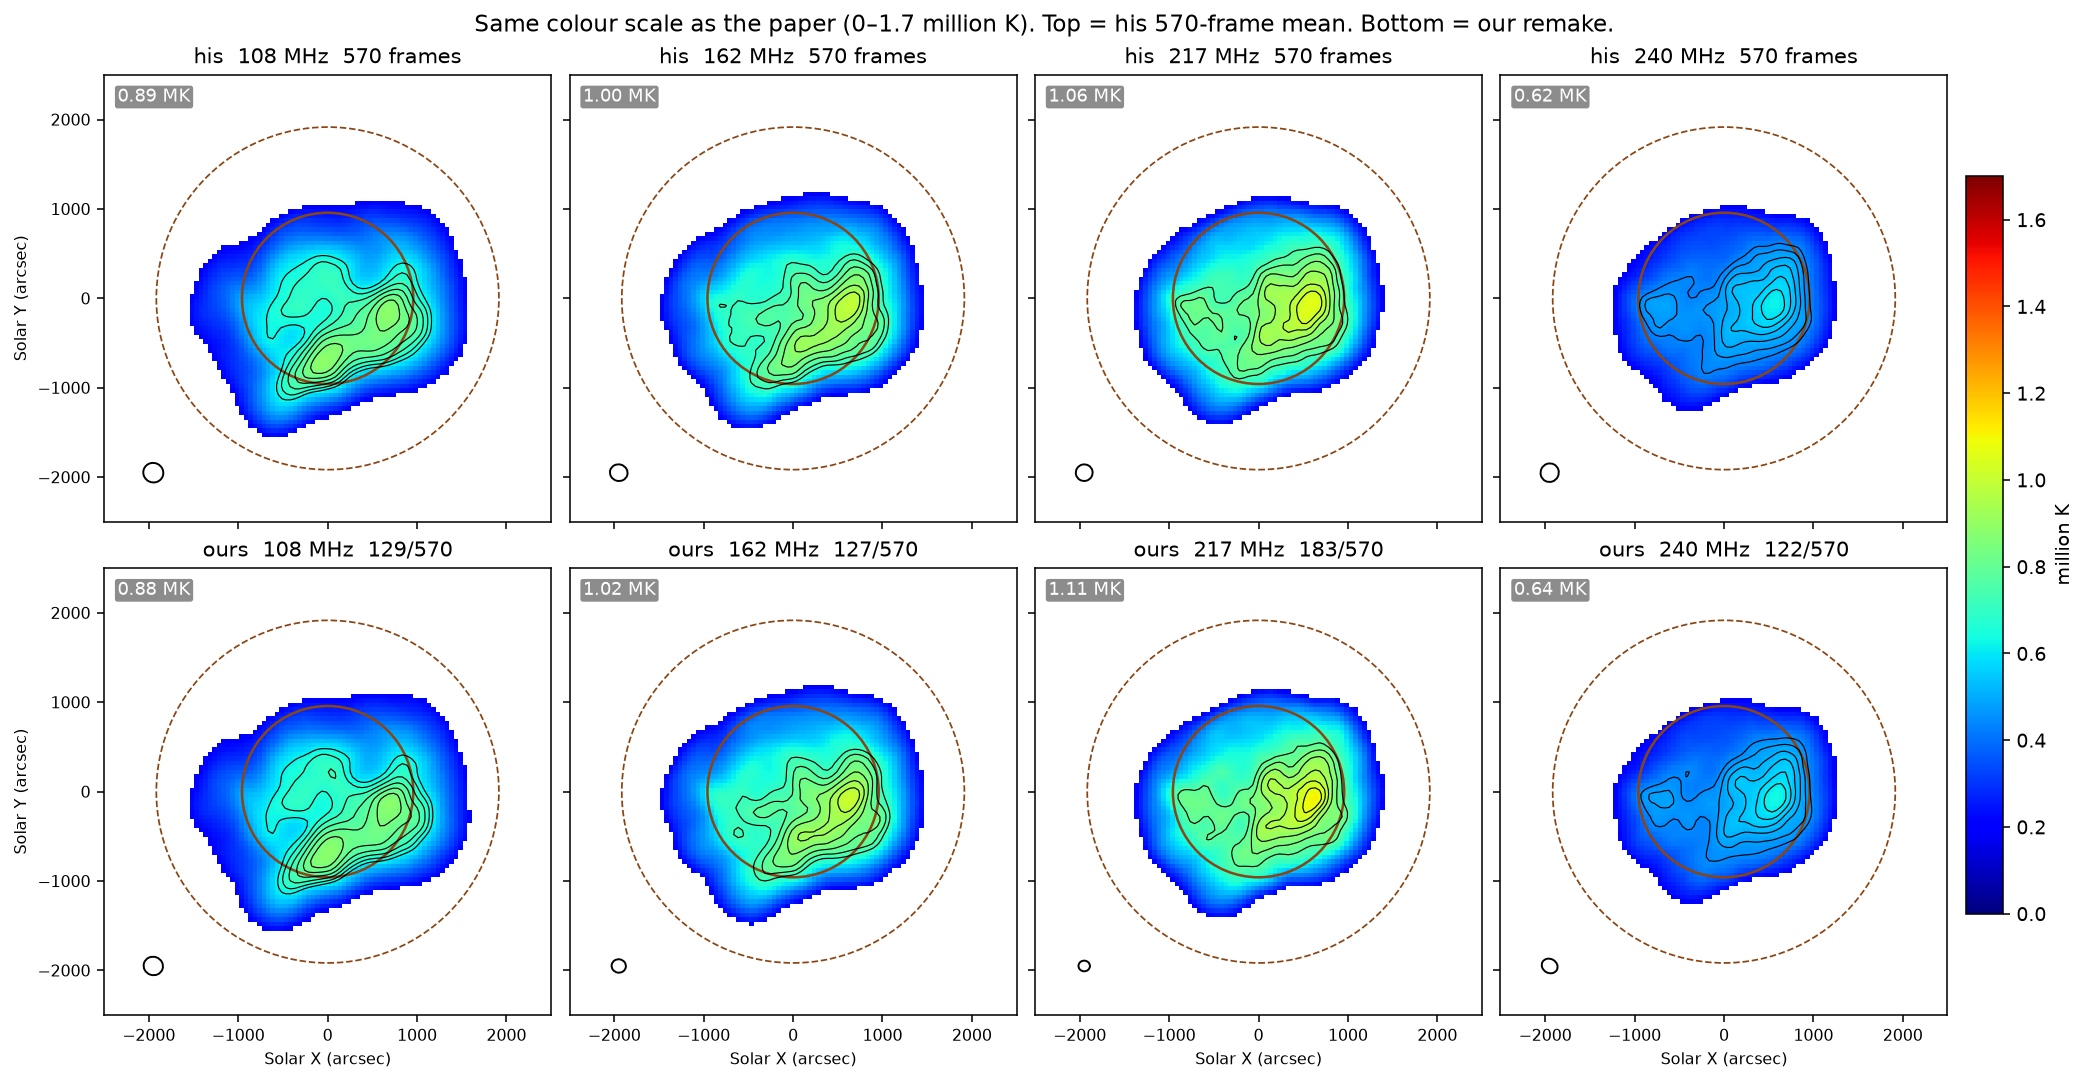 Same colour scale as the paper (0–1.7 million K). Top = his 570-frame mean. Bottom = our remake.
his  108 MHz  570 frames
his  162 MHz  570 frames
his  217 MHz  570 frames
his  240 MHz  570 frames
0.89 MK
1.00 MK
1.06 MK
0.62 MK
2000
1000
0
−1000
−2000
Solar Y (arcsec)
ours  108 MHz  129/570
ours  162 MHz  127/570
ours  217 MHz  183/570
ours  240 MHz  122/570
0.88 MK
1.02 MK
1.11 MK
0.64 MK
2000
1000
0
−1000
−2000
Solar Y (arcsec)
−2000 −1000 0 1000 2000
−2000 −1000 0 1000 2000
−2000 −1000 0 1000 2000
−2000 −1000 0 1000 2000
Solar X (arcsec)
Solar X (arcsec)
Solar X (arcsec)
Solar X (arcsec)
1.6
1.4
1.2
1.0
0.8
0.6
0.4
0.2
0.0
million K